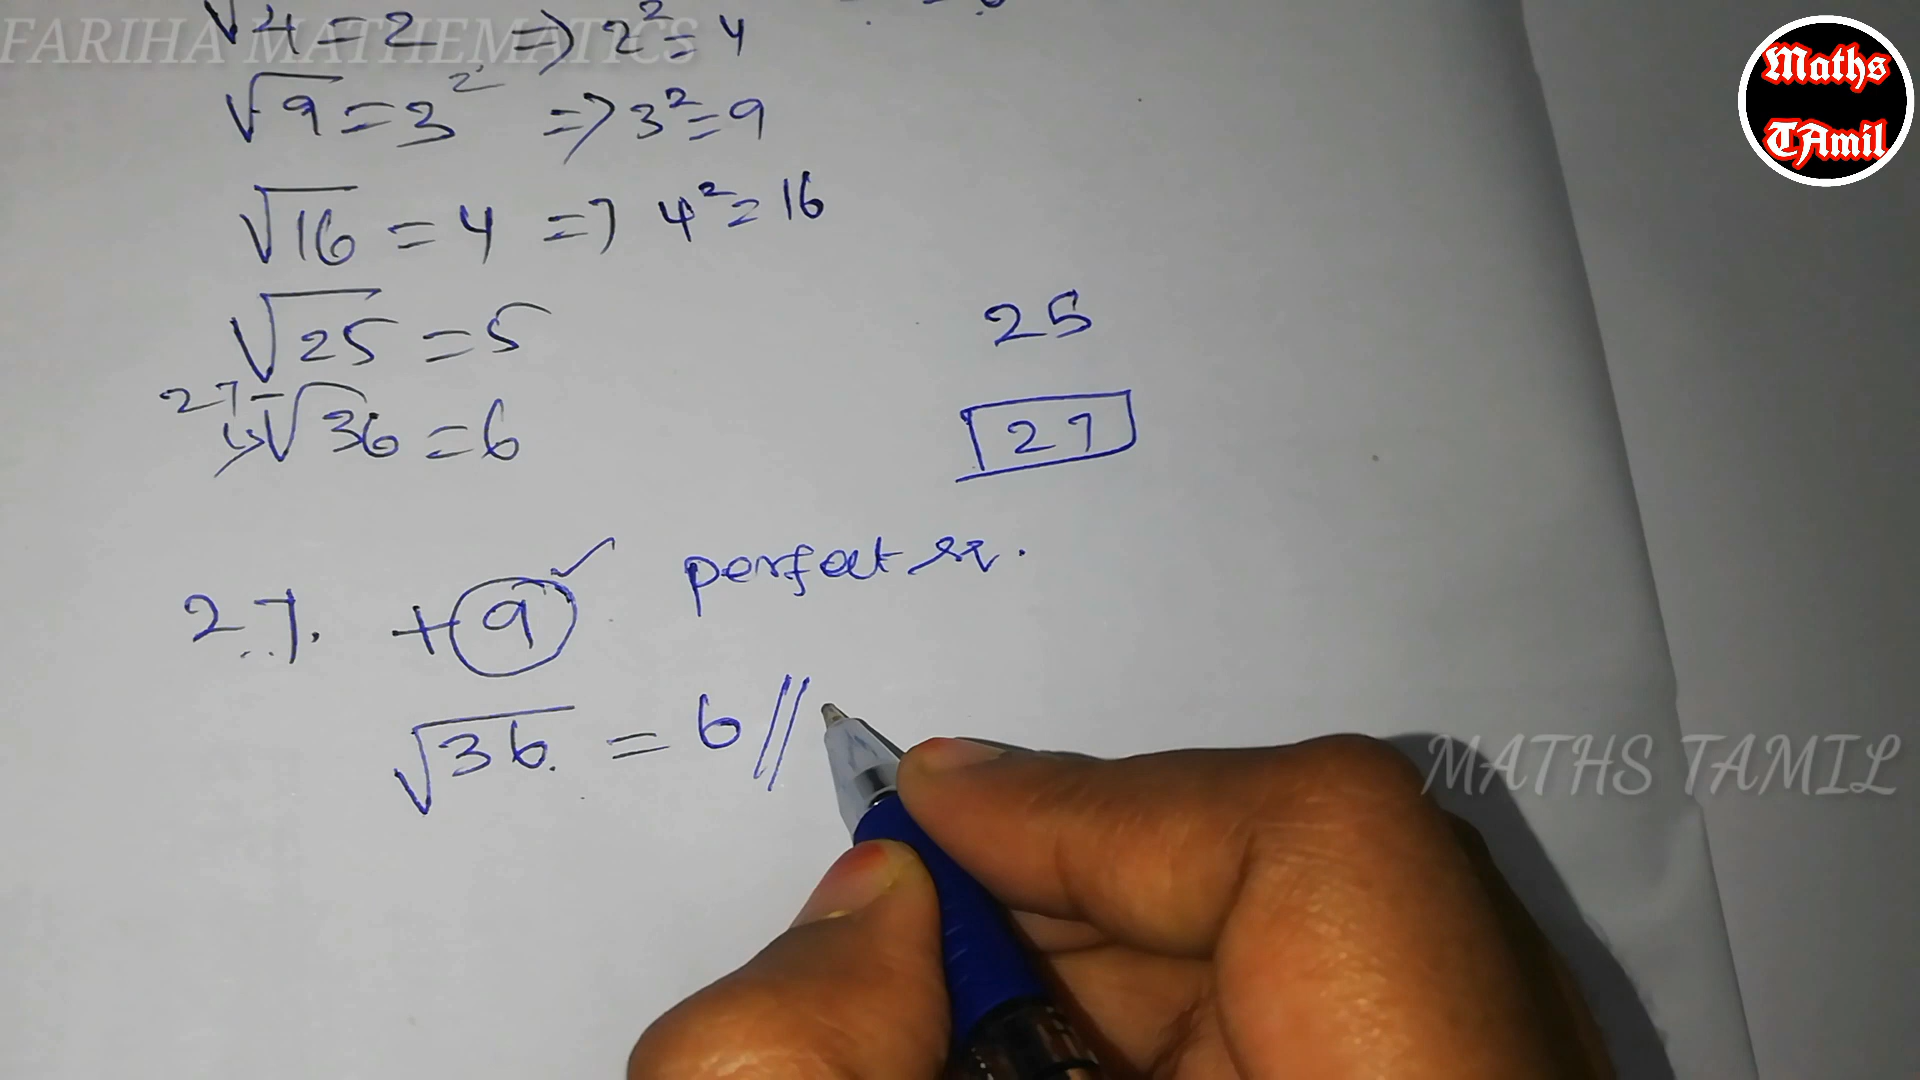 FARIHA MATHEMATICS
√4 = 2 => 2² = 4
√9 = 3² => 3² = 9
√16 = 4 => 4² = 16
√25 = 5
25
27
√36 = 6
27
27. +9 perfect sq.
√36 = 6 //
Maths
TAmil
MATHS TAMIL